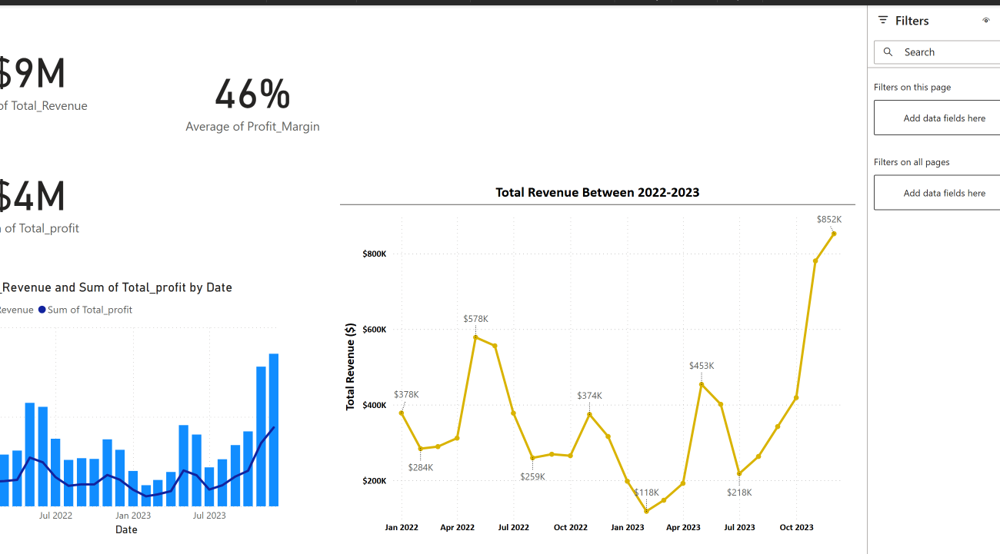 $9M
of Total_Revenue
46%
Average of Profit_Margin
$4M
of Total_profit
_Revenue and Sum of Total_profit by Date
Revenue Sum of Total_profit
Jul 2022 Jan 2023 Jul 2023
Date
Total Revenue Between 2022-2023
Total Revenue ($)
$800K
$600K
$400K
$200K
$378K
$284K
$578K
$259K
$374K
$118K
$453K
$218K
$852K
Jan 2022 Apr 2022 Jul 2022 Oct 2022 Jan 2023 Apr 2023 Jul 2023 Oct 2023
Filters
Search
Filters on this page
Add data fields here
Filters on all pages
Add data fields here